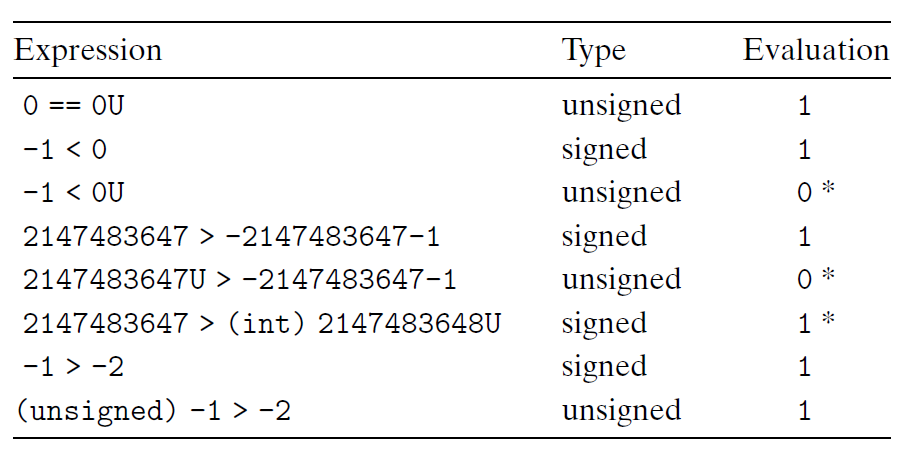 Expression Type Evaluation
0 == 0U unsigned 1
-1 < 0 signed 1
-1 < 0U unsigned 0 *
2147483647 > -2147483647-1 signed 1
2147483647U > -2147483647-1 unsigned 0 *
2147483647 > (int) 2147483648U signed 1 *
-1 > -2 signed 1
(unsigned) -1 > -2 unsigned 1